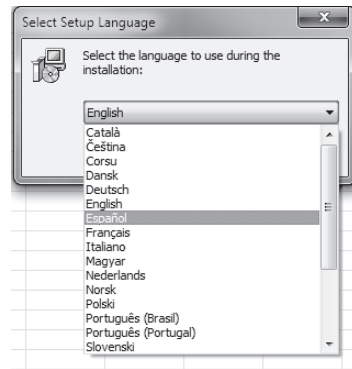 Select Setup Language
Select the language to use during the
installation:
English
Català
Čeština
Corsu
Dansk
Deutsch
English
Español
Français
Italiano
Magyar
Nederlands
Norsk
Polski
Português (Brasil)
Português (Portugal)
Slovenski